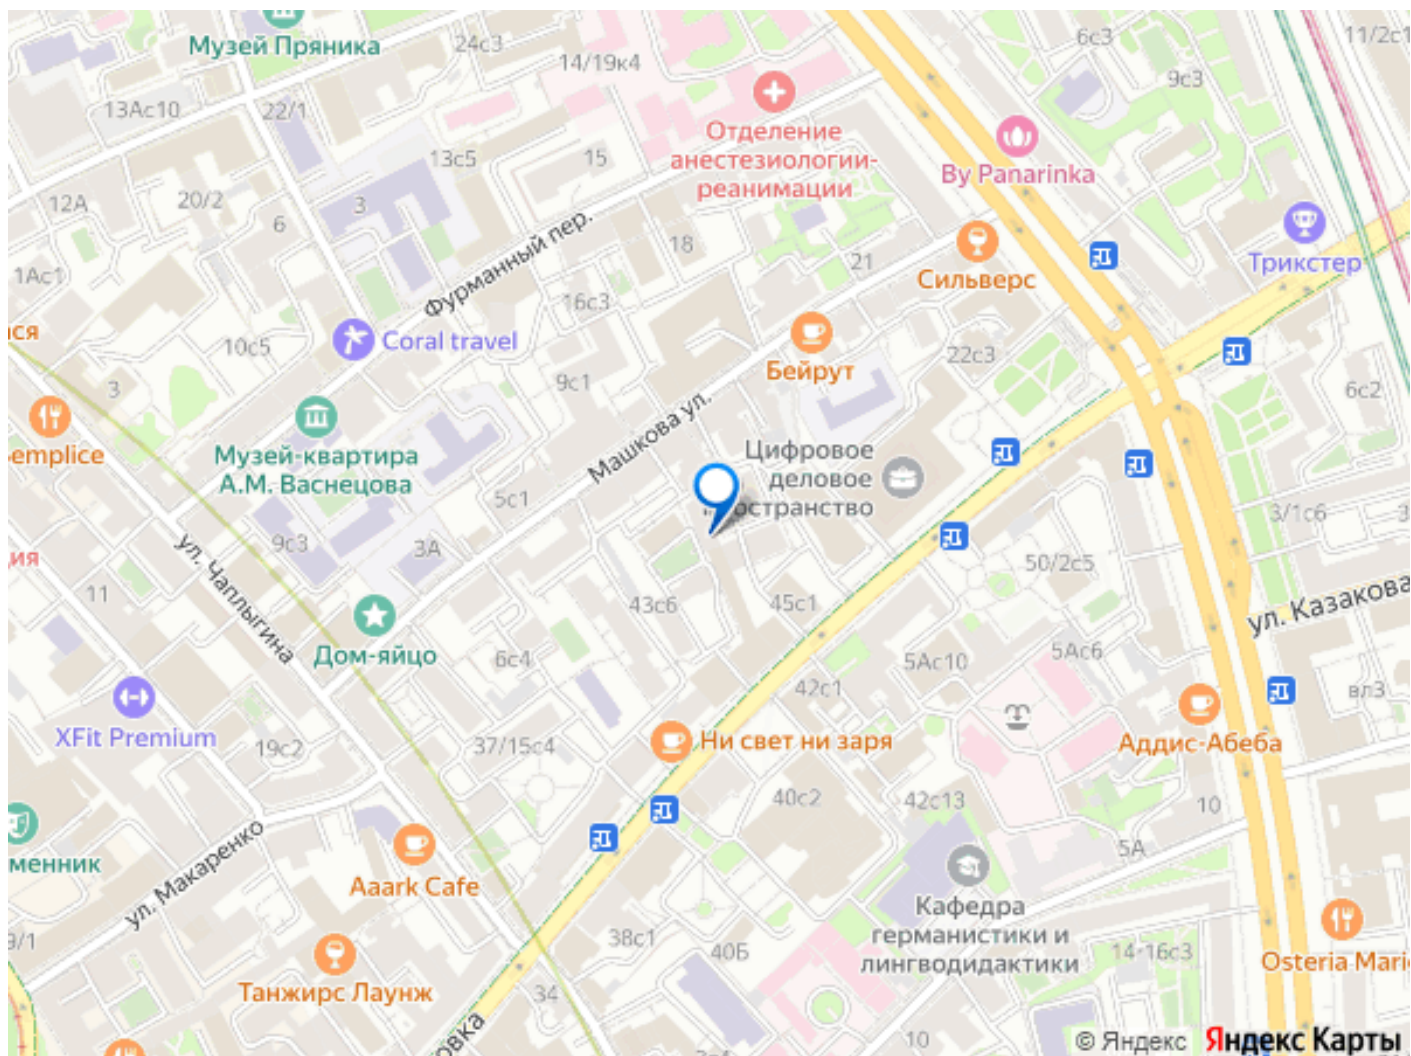 Музей Пряника
24с3
6с3
11/2с1
14/19к4
9с3
13Ас10
22/1
Отделение
анестезиологии-
реанимации
By Panarinka
13с5
15
12А
20/2
3
6
18
Трикстер
Фурманный пер.
21
Сильверс
1Ас1
16с3
Coral travel
10с5
22с3
Бейрут
3
9с1
6с2
Машкова ул.
Музей-квартира
А.М. Васнецова
Цифровое
деловое
5с1
3/1с6
3
9с3
3А
50/2с5
ул. Чаплыгина
11
43с6
45с1
ул. Казакова
Дом-яйцо
6с4
5Ас10
5Ас6
42с1
вл3
XFit Premium
19с2
37/15с4
Ни свет ни заря
Аддис-Абеба
40с2
42с13
10
ул. Макаренко
5А
Aaark Cafe
Кафедра
германистики и
лингводидактики
38с1
40Б
14-16с3
Танжирс Лаунж
34
10
© Яндекс
Яндекс Карты